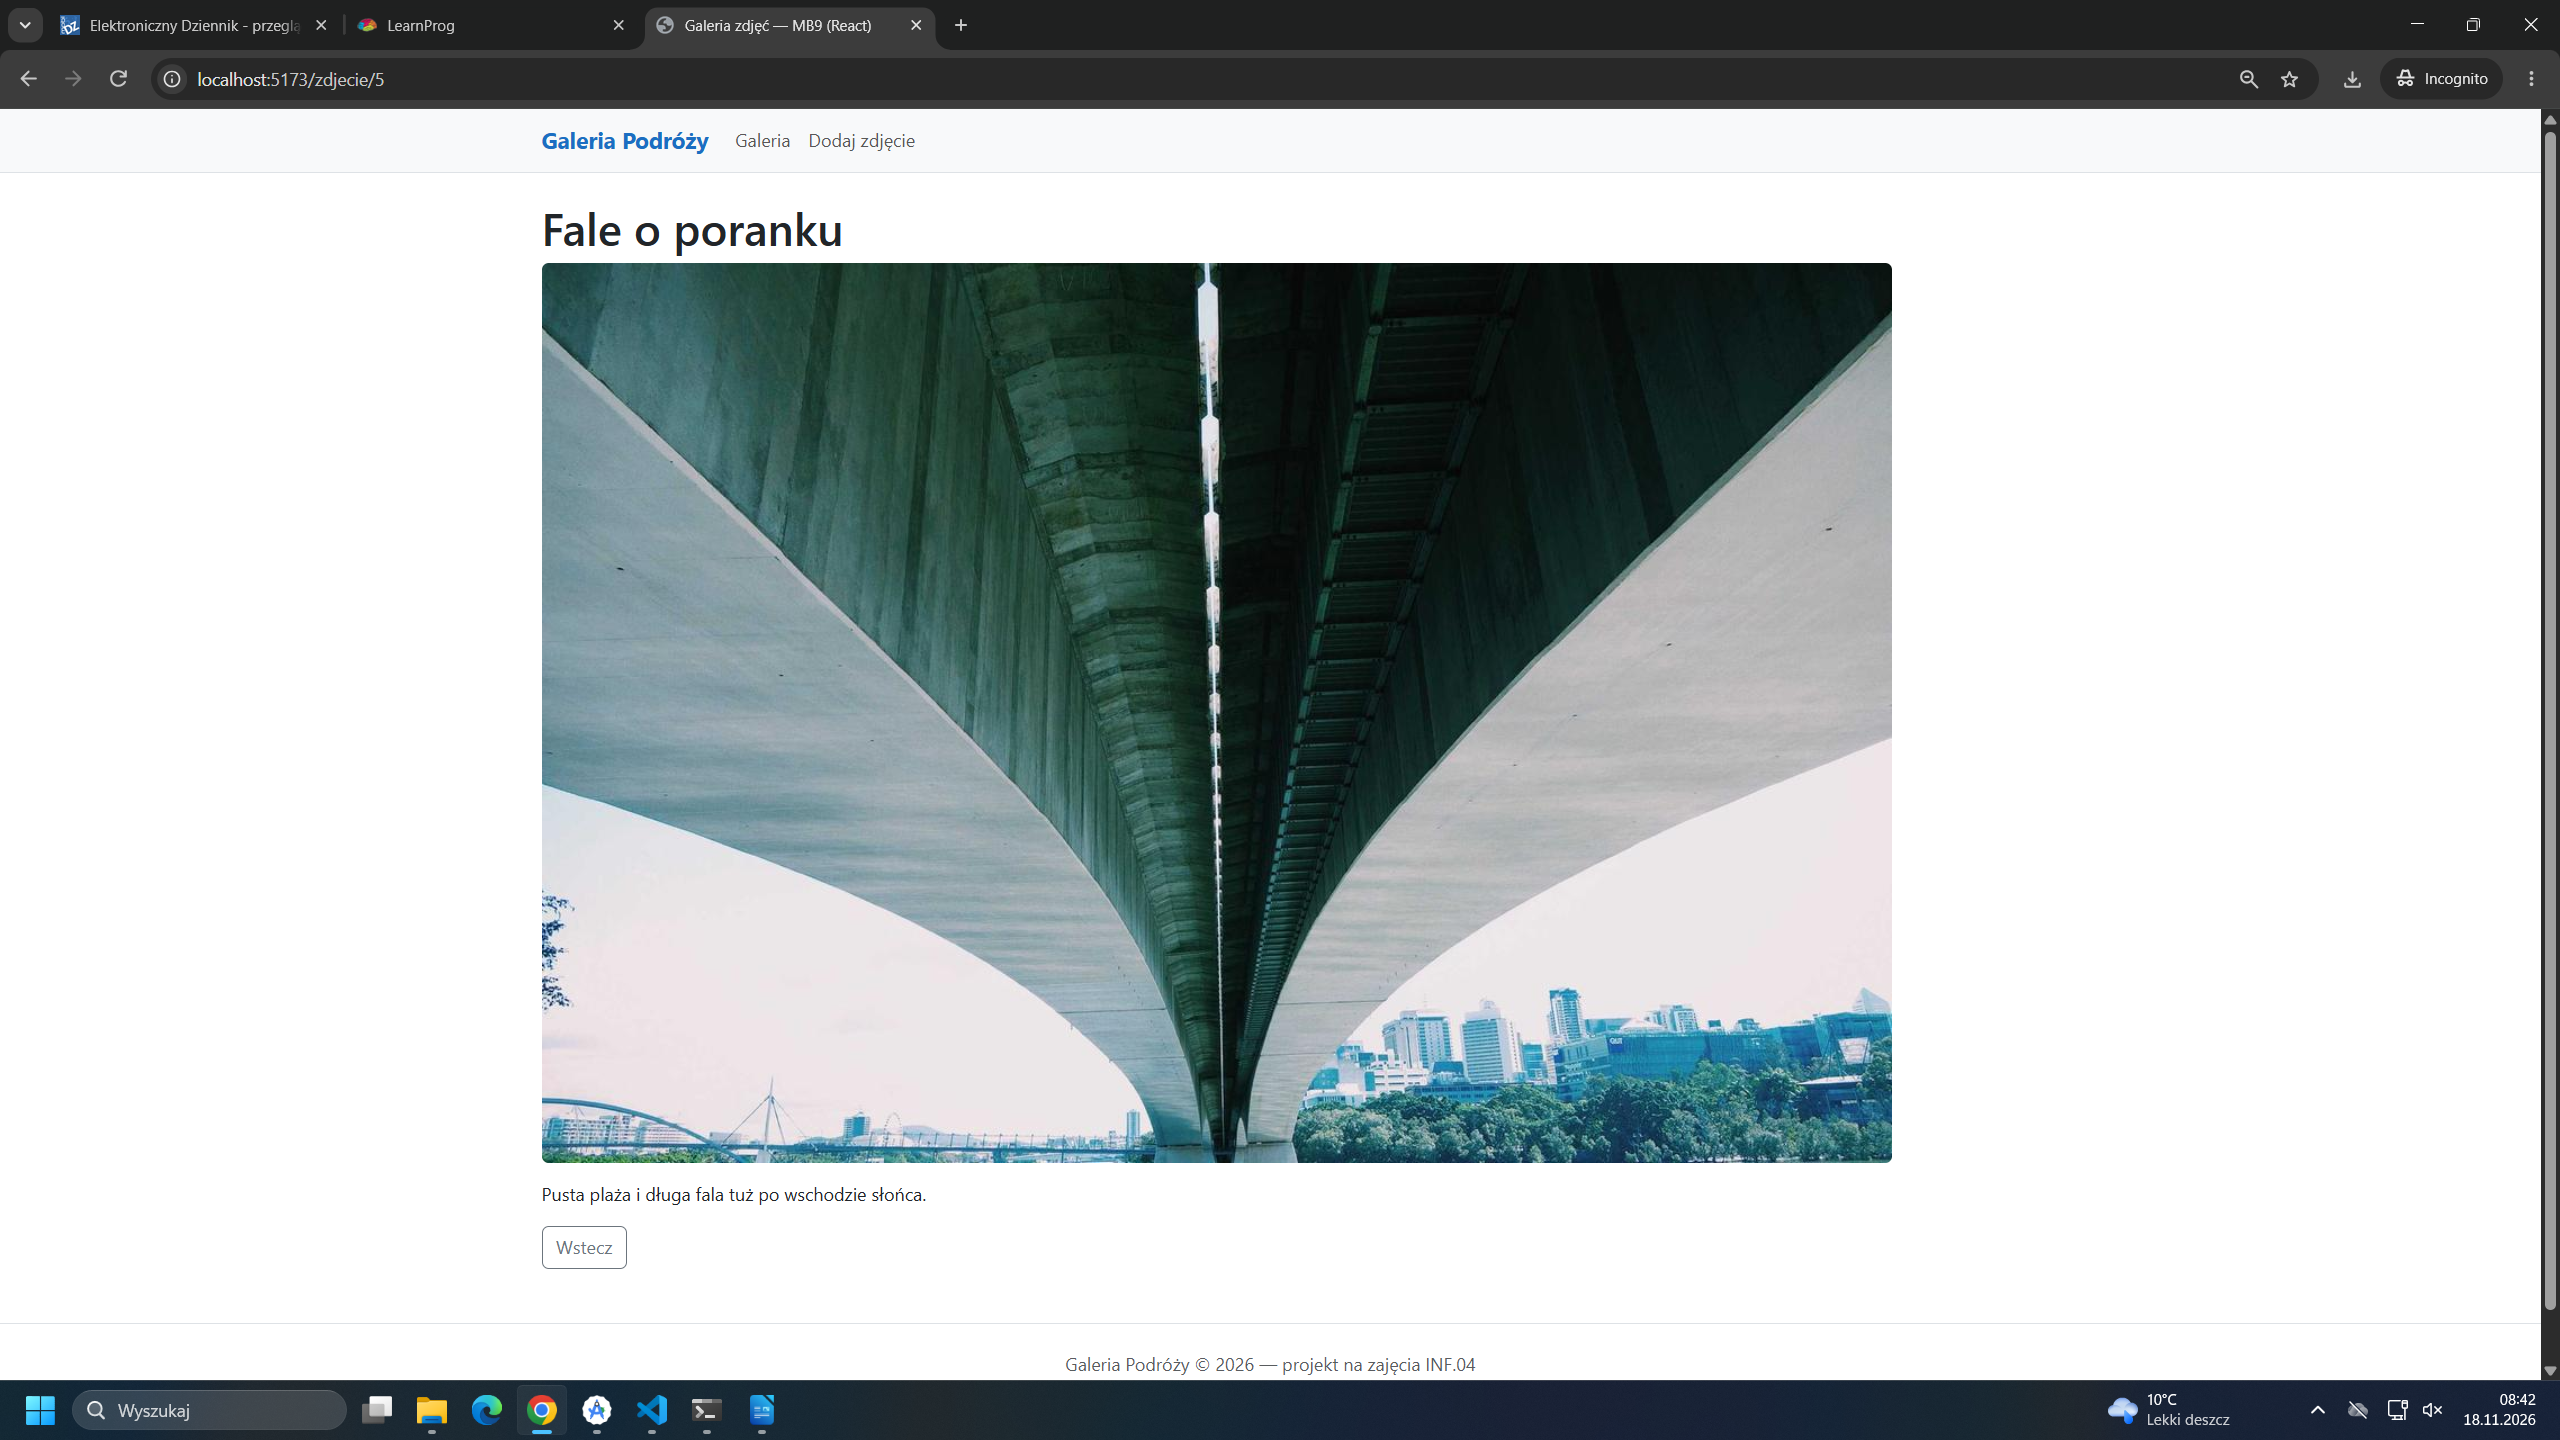 Elektroniczny Dziennik - przeglą
LearnProg
Galeria zdjęć — MB9 (React)
localhost:5173/zdjecie/5
Incognito
Galeria Podróży
Galeria
Dodaj zdjęcie
Fale o poranku
QUT
Pusta plaża i długa fala tuż po wschodzie słońca.
Wstecz
Galeria Podróży © 2026 — projekt na zajęcia INF.04
Wyszukaj
10°C
Lekki deszcz
08:42
18.11.2026